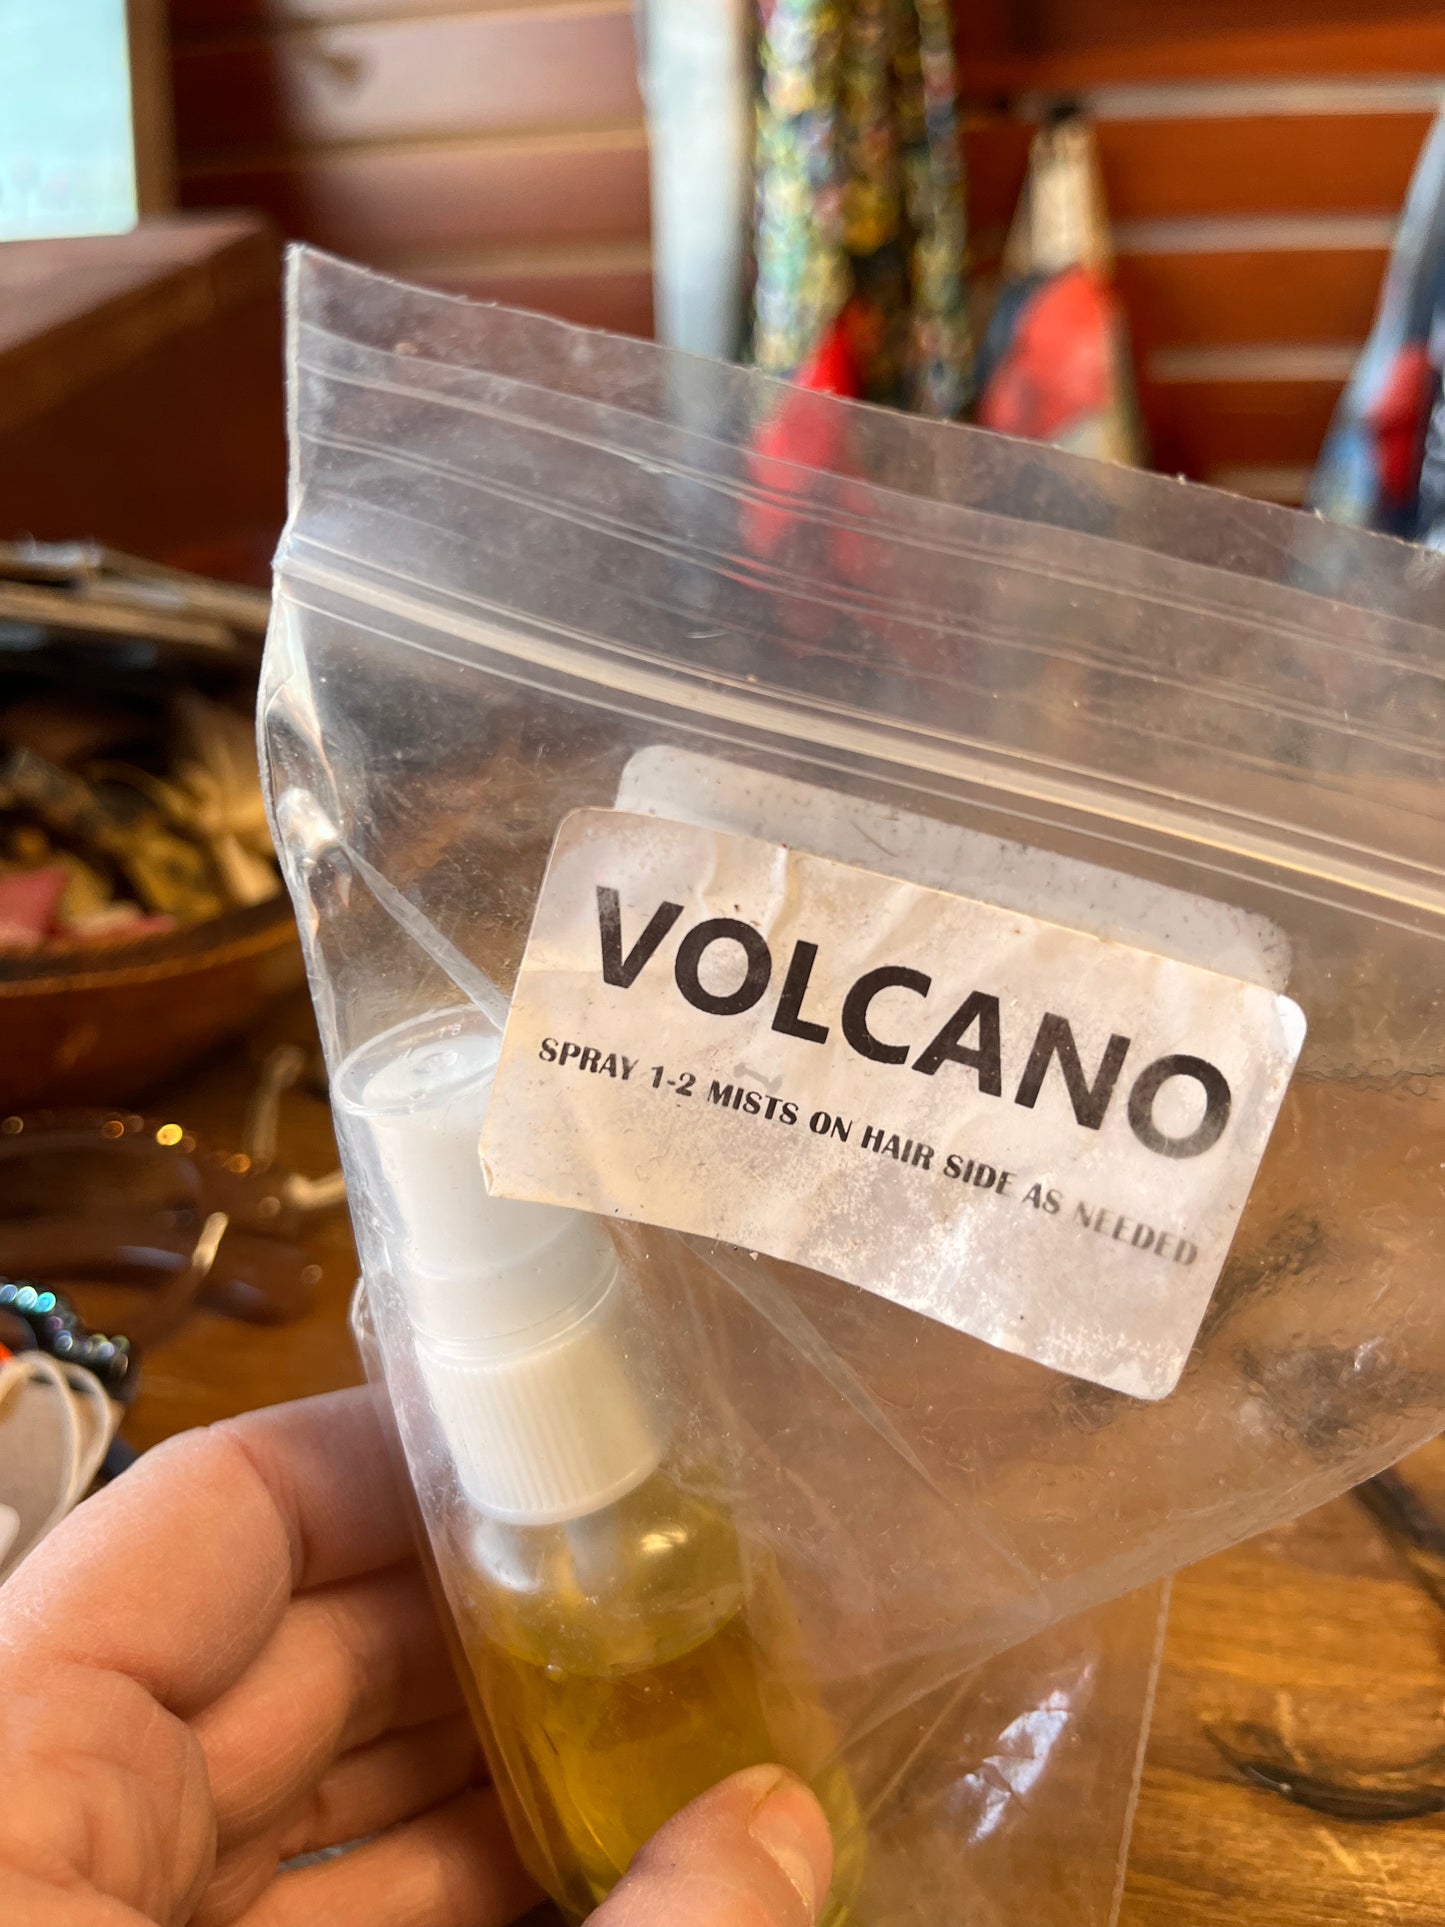 VOLCANO
SPRAY 1-2 MISTS ON HAIR SIDE AS NEEDED